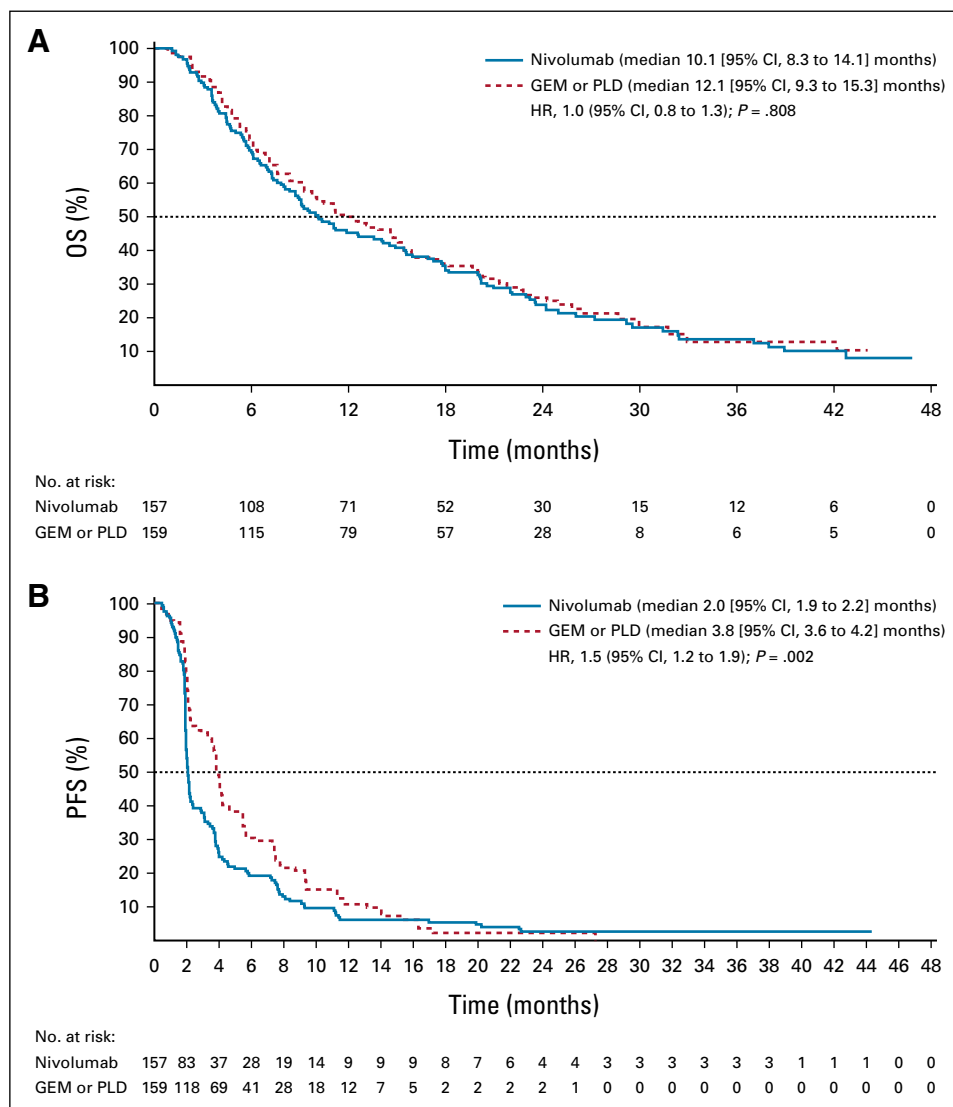 A
100
90
80
70
60
50
40
30
20
10
OS (%)
Nivolumab (median 10.1 [95% CI, 8.3 to 14.1] months)
GEM or PLD (median 12.1 [95% CI, 9.3 to 15.3] months)
HR, 1.0 (95% CI, 0.8 to 1.3); P = .808
0 6 12 18 24 30 36 42 48
Time (months)
No. at risk:
Nivolumab 157 108 71 52 30 15 12 6 0
GEM or PLD 159 115 79 57 28 8 6 5 0
B
100
90
80
70
60
50
40
30
20
10
PFS (%)
Nivolumab (median 2.0 [95% CI, 1.9 to 2.2] months)
GEM or PLD (median 3.8 [95% CI, 3.6 to 4.2] months)
HR, 1.5 (95% CI, 1.2 to 1.9); P = .002
0 2 4 6 8 10 12 14 16 18 20 22 24 26 28 30 32 34 36 38 40 42 44 46 48
Time (months)
No. at risk:
Nivolumab 157 83 37 28 19 14 9 9 9 8 7 6 4 4 3 3 3 3 3 3 1 1 1 0 0
GEM or PLD 159 118 69 41 28 18 12 7 5 2 2 2 2 1 0 0 0 0 0 0 0 0 0 0 0